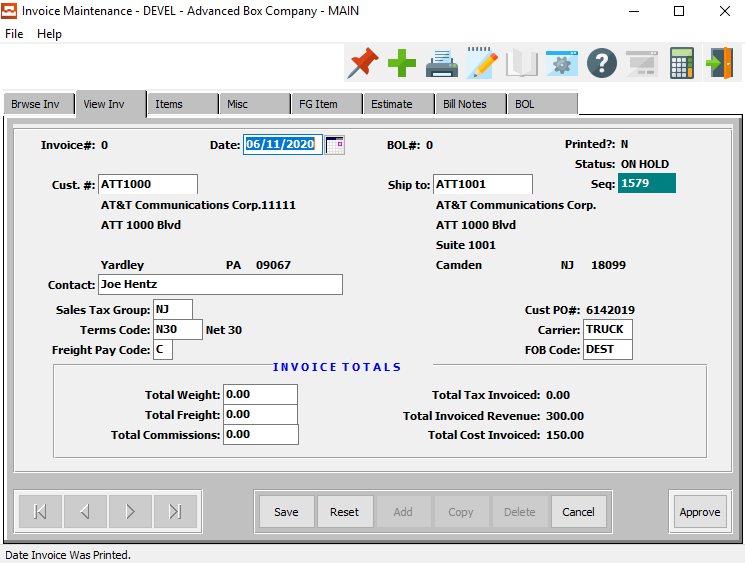 Invoice Maintenance - DEVEL - Advanced Box Company - MAIN
File Help
Brwse Inv View Inv Items Misc FG Item Estimate Bill Notes BOL
Invoice#: 0 Date: 06/11/2020 BOL#: 0 Printed?: N
Status: ON HOLD
Cust. #: ATT1000 Ship to: ATT1001 Seq: 1579
AT&T Communications Corp.11111 AT&T Communications Corp.
ATT 1000 Blvd ATT 1000 Blvd
Suite 1001
Yardley PA 09067 Camden NJ 18099
Contact: Joe Hentz
Sales Tax Group: NJ Cust PO#: 6142019
Terms Code: N30 Net 30 Carrier: TRUCK
Freight Pay Code: C FOB Code: DEST
INVOICE TOTALS
Total Weight: 0.00 Total Tax Invoiced: 0.00
Total Freight: 0.00 Total Invoiced Revenue: 300.00
Total Commissions: 0.00 Total Cost Invoiced: 150.00
Save Reset Add Copy Delete Cancel Approve
Date Invoice Was Printed.